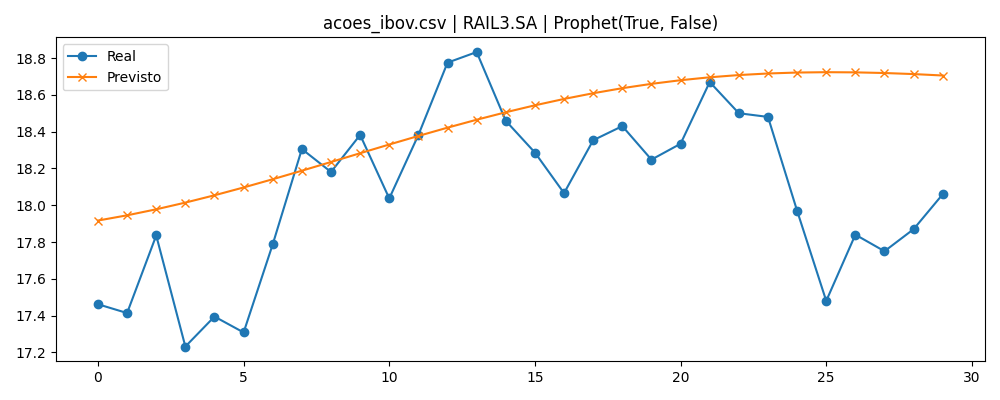 acoes_ibov.csv | RAIL3.SA | Prophet(True, False)
Real
Previsto
18.8
18.6
18.4
18.2
18.0
17.8
17.6
17.4
17.2
0 5 10 15 20 25 30